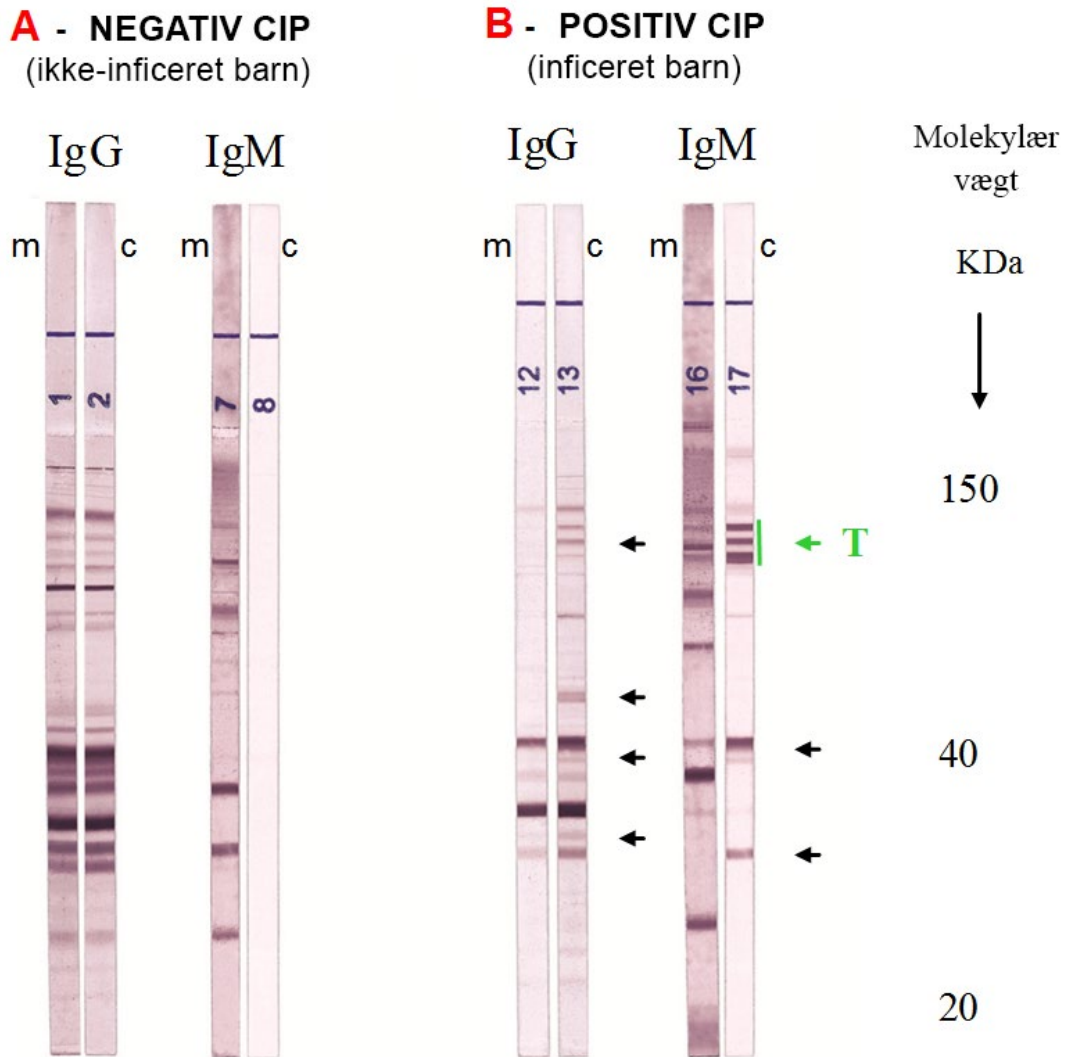 A - NEGATIV CIP
(ikke-inficeret barn)
IgG
IgM
m
c
m
c
1
2
7
8
B - POSITIV CIP
(inficeret barn)
IgG
IgM
m
c
m
c
12
13
16
17
T
Molekylær
vægt
KDa
150
40
20